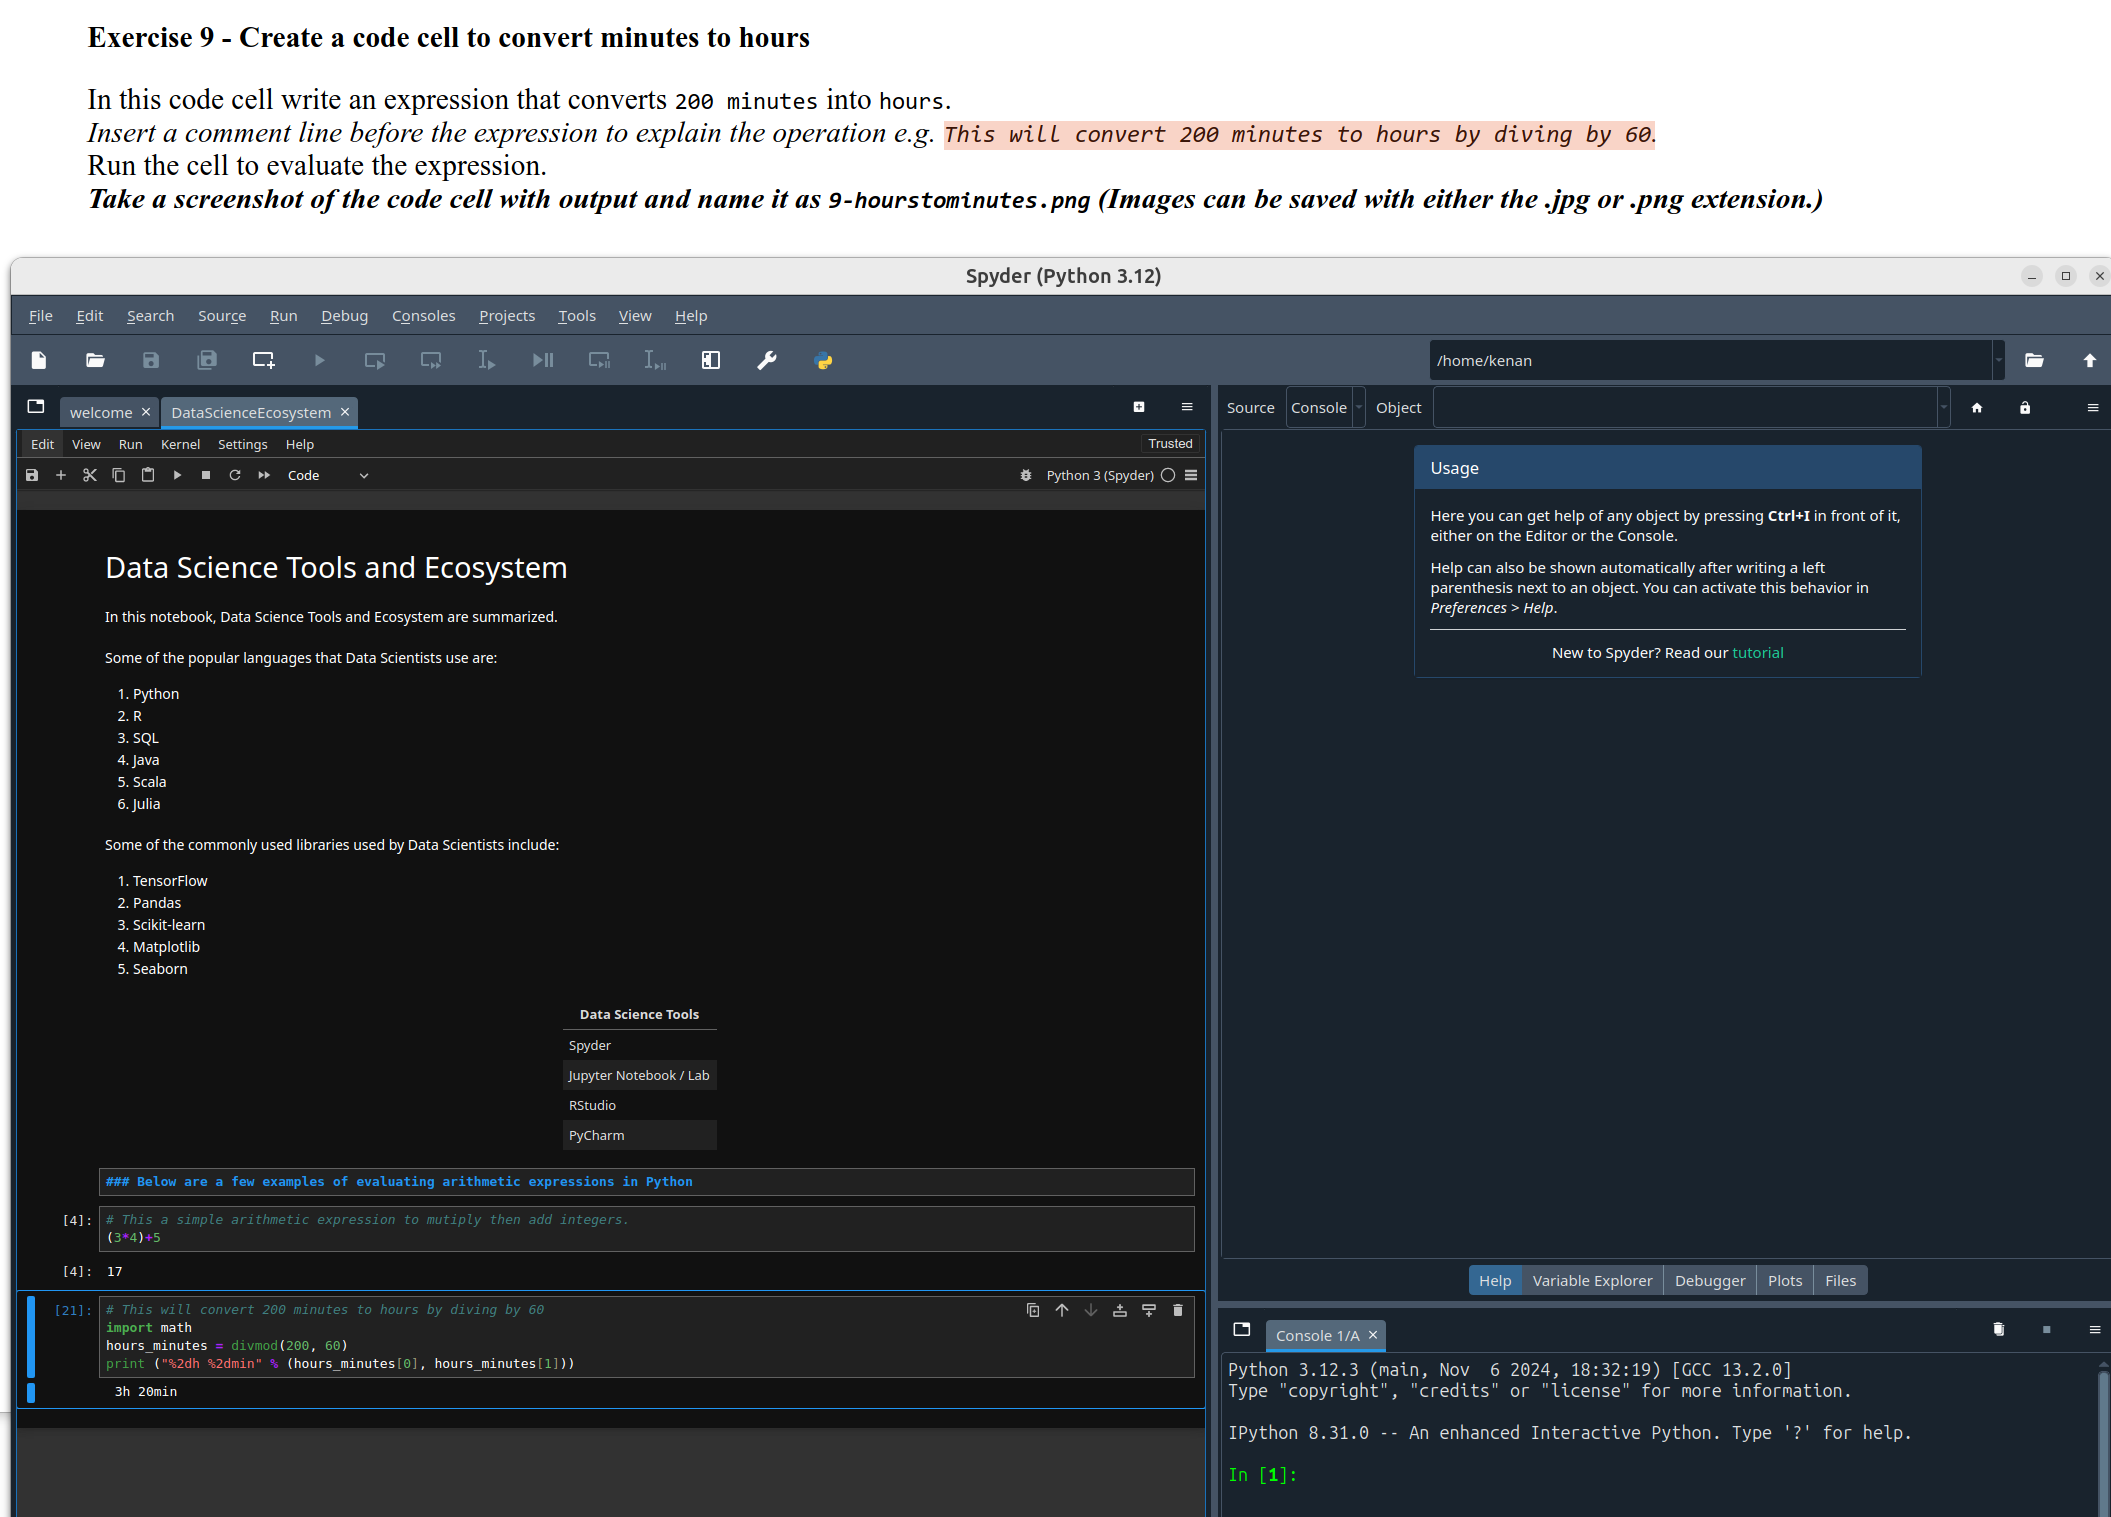 Exercise 9 - Create a code cell to convert minutes to hours
In this code cell write an expression that converts 200 minutes into hours.
Insert a comment line before the expression to explain the operation e.g. This will convert 200 minutes to hours by diving by 60.
Run the cell to evaluate the expression.
Take a screenshot of the code cell with output and name it as 9-hourstominutes.png (Images can be saved with either the .jpg or .png extension.)
Spyder (Python 3.12)
File Edit Search Source Run Debug Consoles Projects Tools View Help
/home/kenan
welcome DataScienceEcosystem
Source Console Object
Edit View Run Kernel Settings Help Trusted
Code Python 3 (Spyder)
Data Science Tools and Ecosystem
In this notebook, Data Science Tools and Ecosystem are summarized.
Some of the popular languages that Data Scientists use are:
1. Python
2. R
3. SQL
4. Java
5. Scala
6. Julia
Some of the commonly used libraries used by Data Scientists include:
1. TensorFlow
2. Pandas
3. Scikit-learn
4. Matplotlib
5. Seaborn
Data Science Tools
Spyder
Jupyter Notebook / Lab
RStudio
PyCharm
### Below are a few examples of evaluating arithmetic expressions in Python
[4]: # This a simple arithmetic expression to mutiply then add integers.
(3*4)+5
[4]: 17
[21]: # This will convert 200 minutes to hours by diving by 60
import math
hours_minutes = divmod(200, 60)
print ("%2dh %2dmin" % (hours_minutes[0], hours_minutes[1]))
3h 20min
Usage
Here you can get help of any object by pressing Ctrl+I in front of it,
either on the Editor or the Console.
Help can also be shown automatically after writing a left
parenthesis next to an object. You can activate this behavior in
Preferences > Help.
New to Spyder? Read our tutorial
Help Variable Explorer Debugger Plots Files
Console 1/A
Python 3.12.3 (main, Nov  6 2024, 18:32:19) [GCC 13.2.0]
Type "copyright", "credits" or "license" for more information.
IPython 8.31.0 -- An enhanced Interactive Python. Type '?' for help.
In [1]: